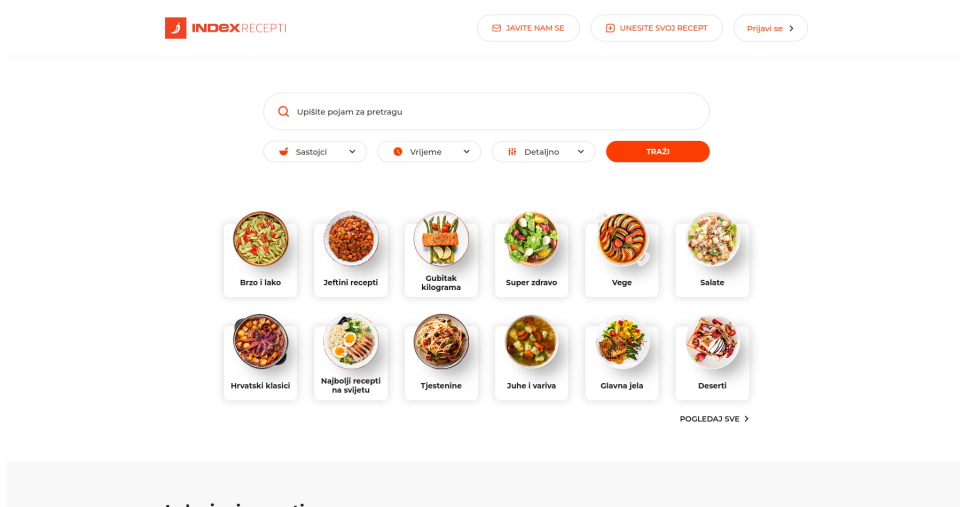 INDEX RECEPTI
JAVITE NAM SE
UNESITE SVOJ RECEPT
Prijavi se
Upišite pojam za pretragu
Sastojci
Vrijeme
Detaljno
TRAŽI
Brzo i lako
Jeftini recepti
Gubitak
kilograma
Super zdravo
Vege
Salate
Hrvatski klasici
Najbolji recepti
na svijetu
Tjestenine
Juhe i variva
Glavna jela
Deserti
POGLEDAJ SVE